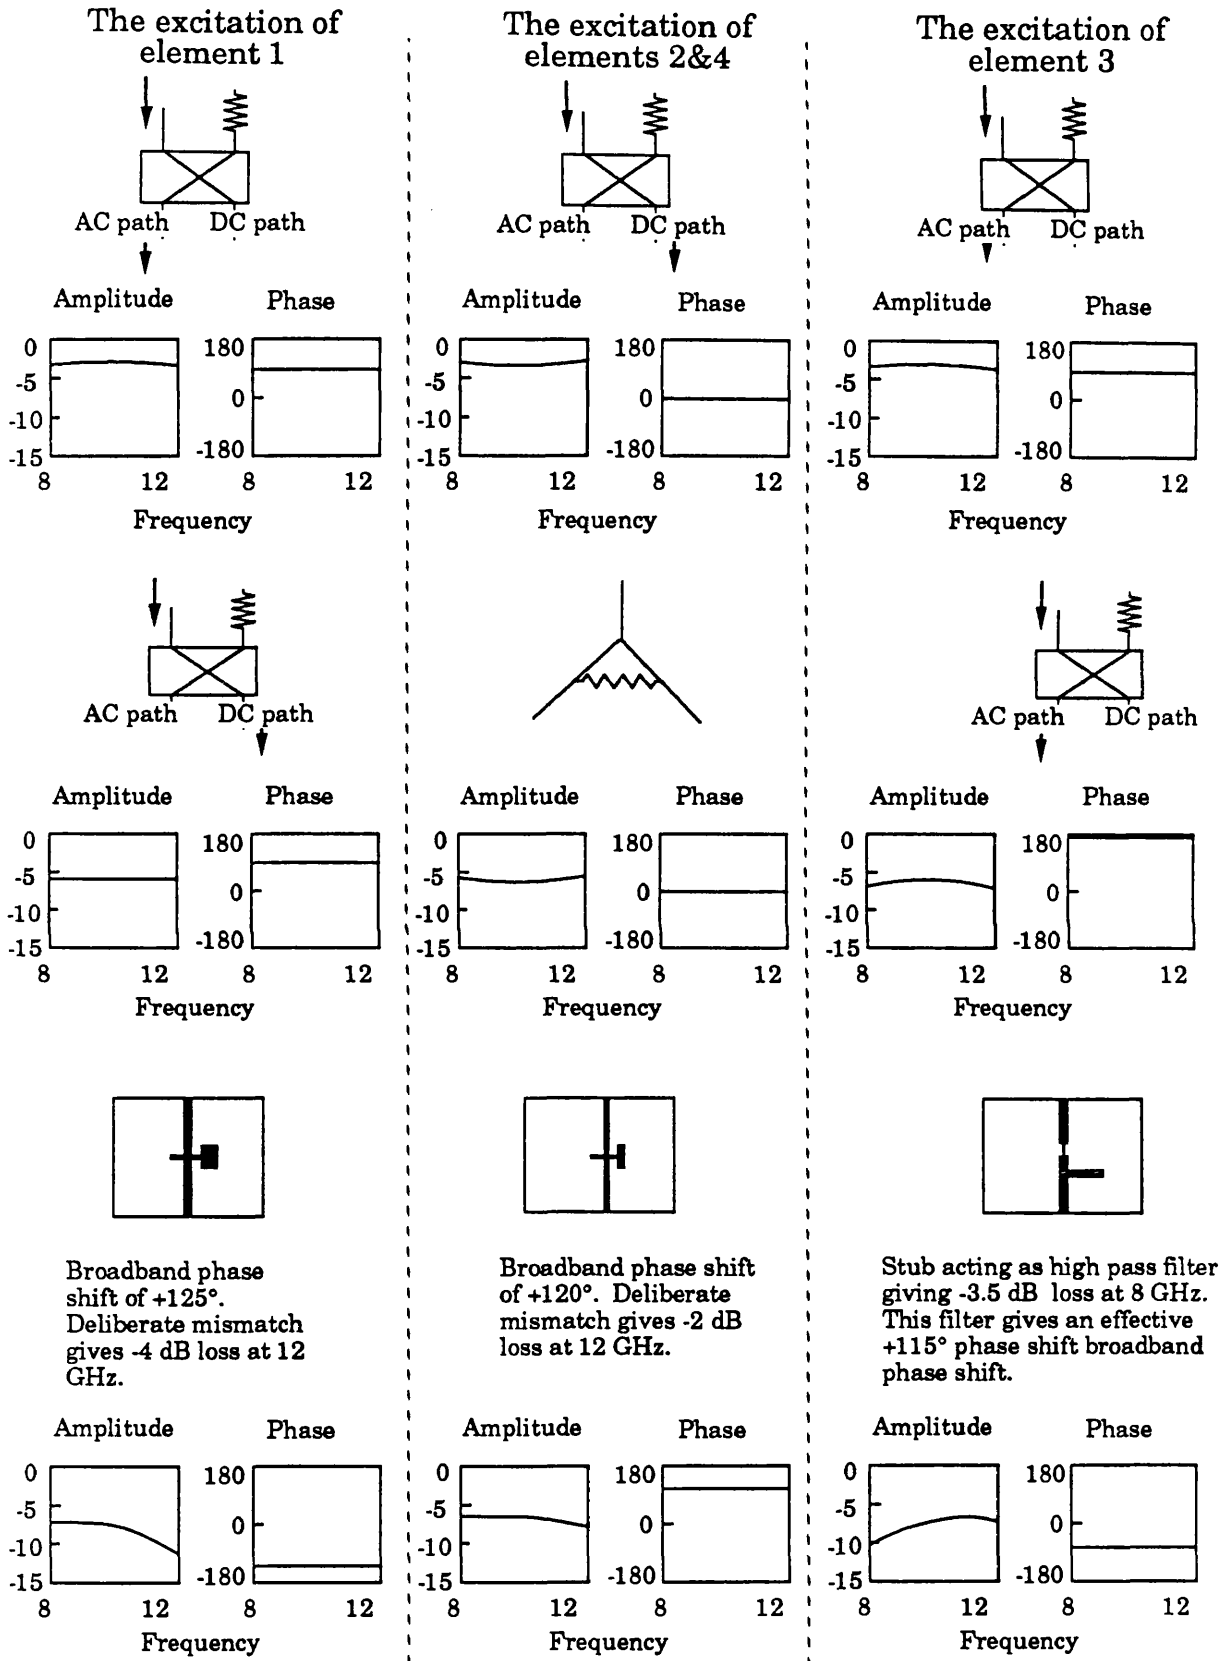 The excitation of
element 1
The excitation of
elements 2&4
The excitation of
element 3
AC path DC path
AC path DC path
AC path DC path
Amplitude Phase
Amplitude Phase
Amplitude Phase
0
-5
-10
-15
8 12
180
0
-180
8 12
Frequency
0
-5
-10
-15
8 12
180
0
-180
8 12
Frequency
0
-5
-10
-15
8 12
180
0
-180
8 12
Frequency
AC path DC path
AC path DC path
Amplitude Phase
Amplitude Phase
Amplitude Phase
0
-5
-10
-15
8 12
180
0
-180
8 12
Frequency
0
-5
-10
-15
8 12
180
0
-180
8 12
Frequency
0
-5
-10
-15
8 12
180
0
-180
8 12
Frequency
Broadband phase
shift of +125°.
Deliberate mismatch
gives -4 dB loss at 12
GHz.
Broadband phase shift
of +120°. Deliberate
mismatch gives -2 dB
loss at 12 GHz.
Stub acting as high pass filter
giving -3.5 dB loss at 8 GHz.
This filter gives an effective
+115° phase shift broadband
phase shift.
Amplitude Phase
Amplitude Phase
Amplitude Phase
0
-5
-10
-15
8 12
180
0
-180
8 12
Frequency
0
-5
-10
-15
8 12
180
0
-180
8 12
Frequency
0
-5
-10
-15
8 12
180
0
-180
8 12
Frequency